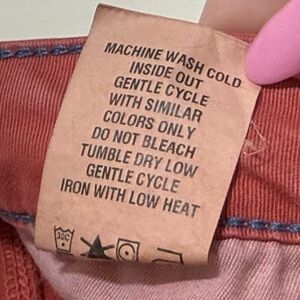 MACHINE WASH COLD
INSIDE OUT
GENTLE CYCLE
WITH SIMILAR
COLORS ONLY
DO NOT BLEACH
TUMBLE DRY LOW
GENTLE CYCLE
IRON WITH LOW HEAT
30C